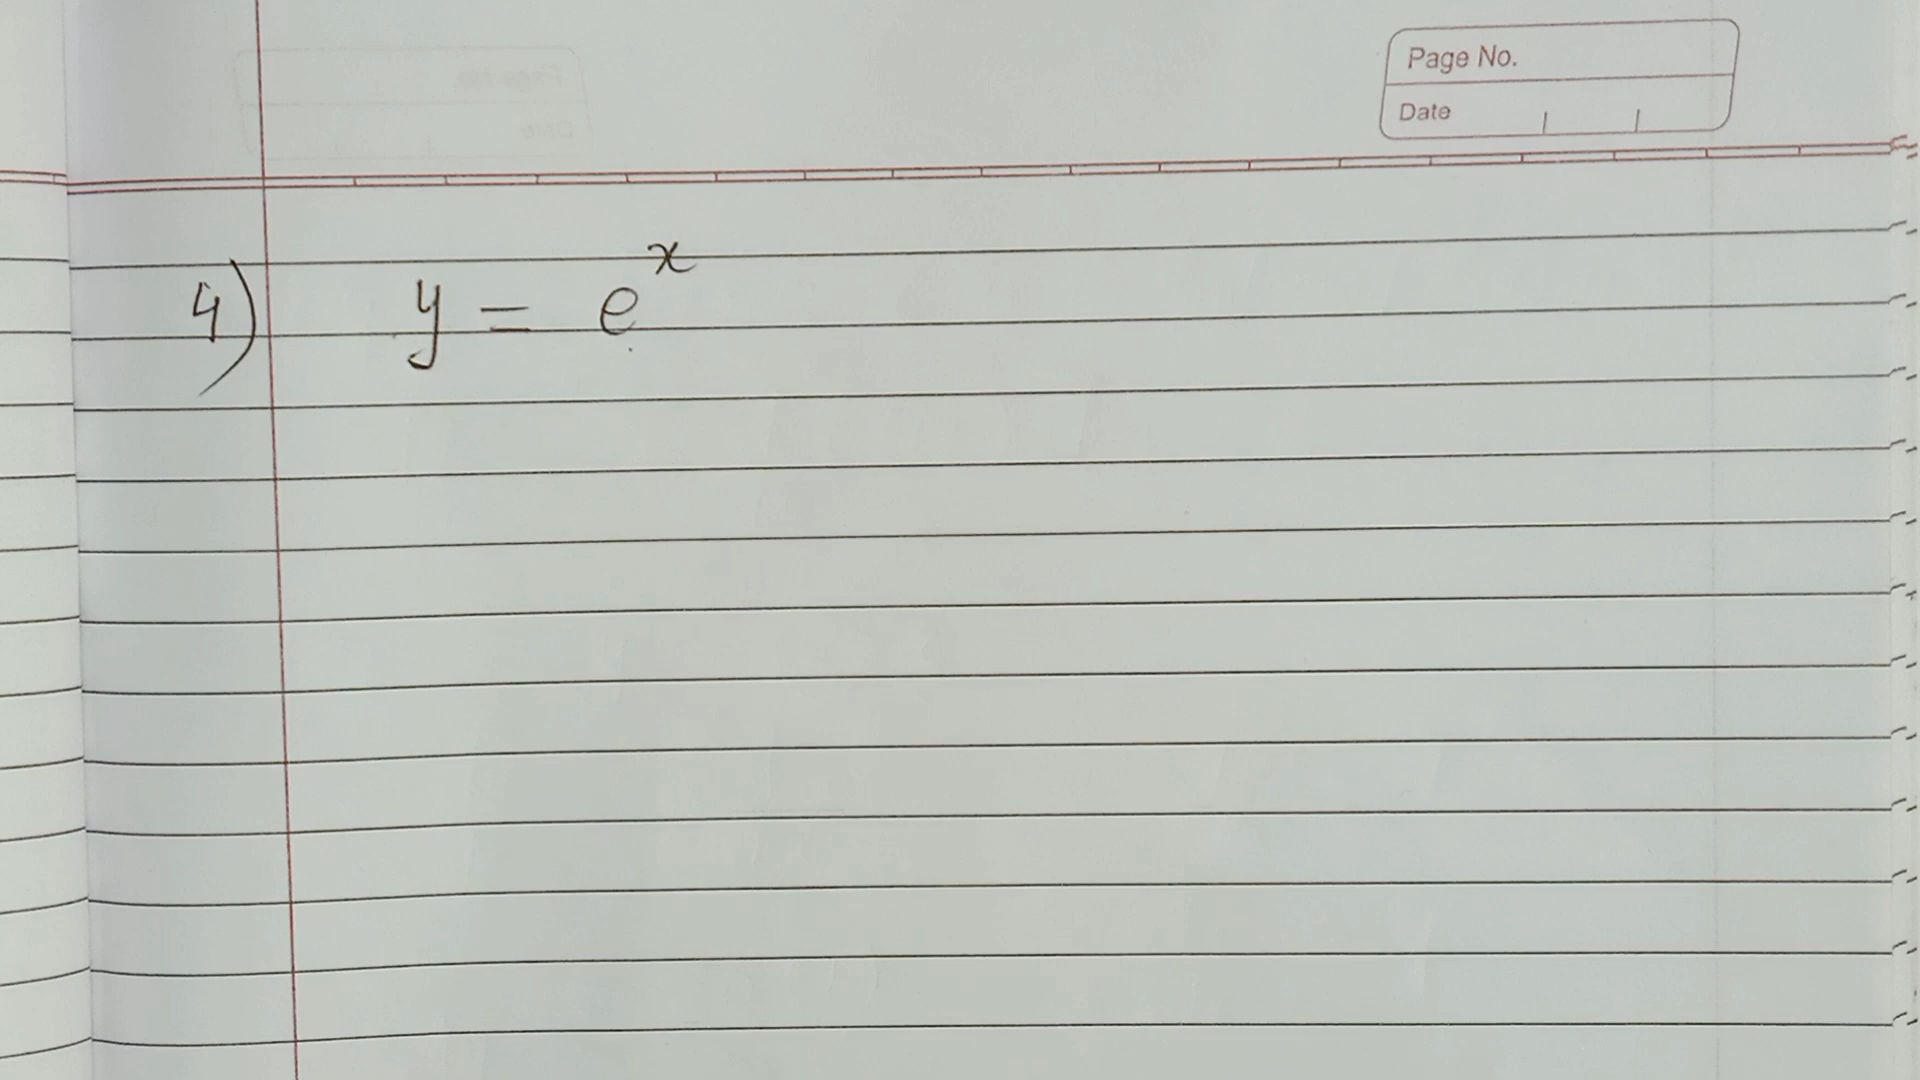 Page No.
Date
4) y = e^x